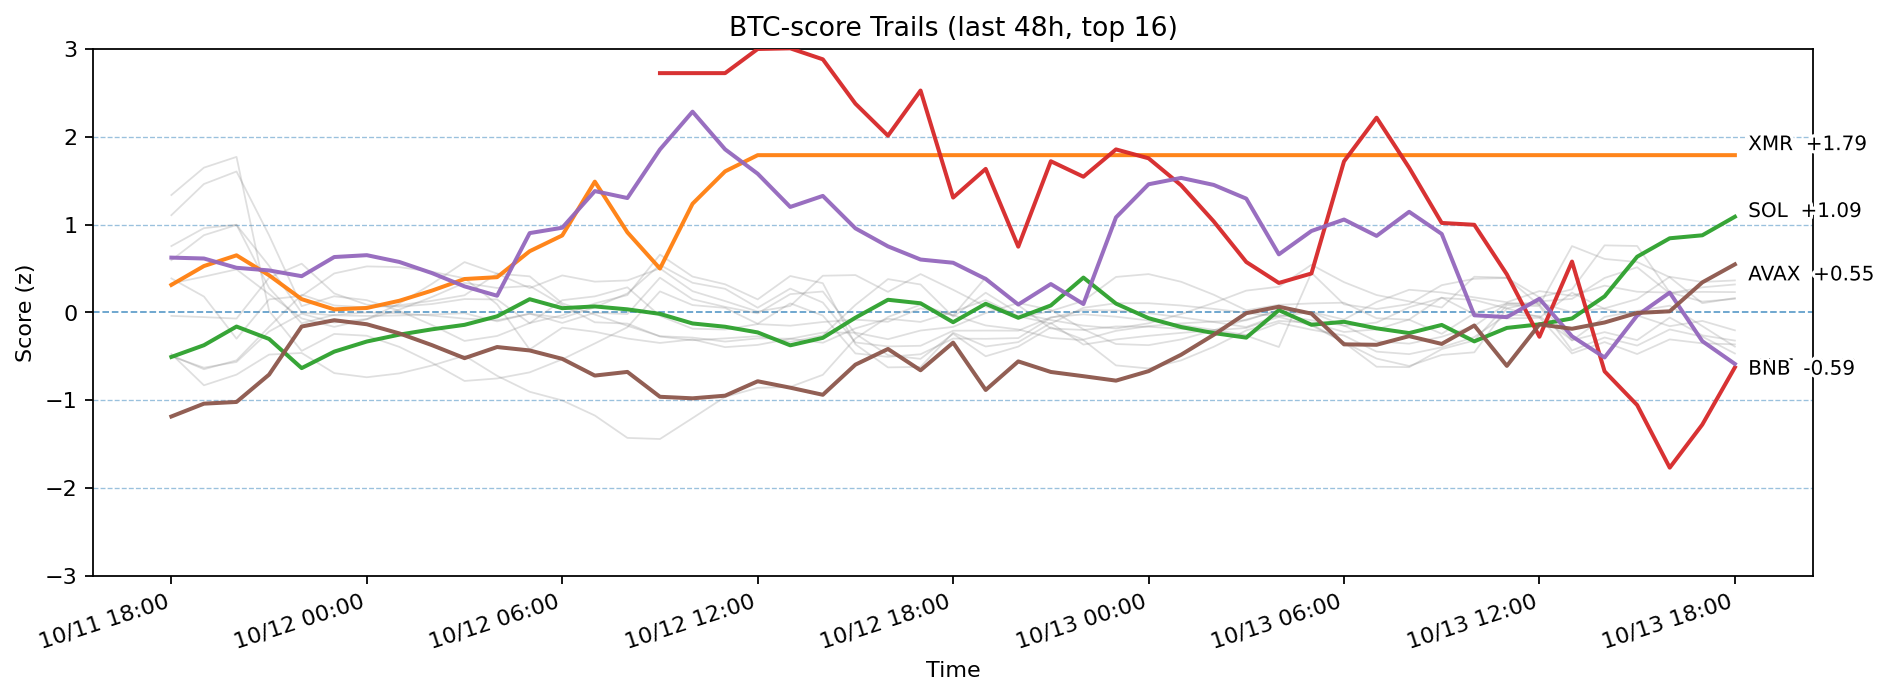 BTC-score Trails (last 48h, top 16)
Score (z)
3
2
1
0
−1
−2
−3
XMR +1.79
SOL +1.09
AVAX +0.55
BNB -0.59
10/11 18:00
10/12 00:00
10/12 06:00
10/12 12:00
10/12 18:00
10/13 00:00
10/13 06:00
10/13 12:00
10/13 18:00
Time